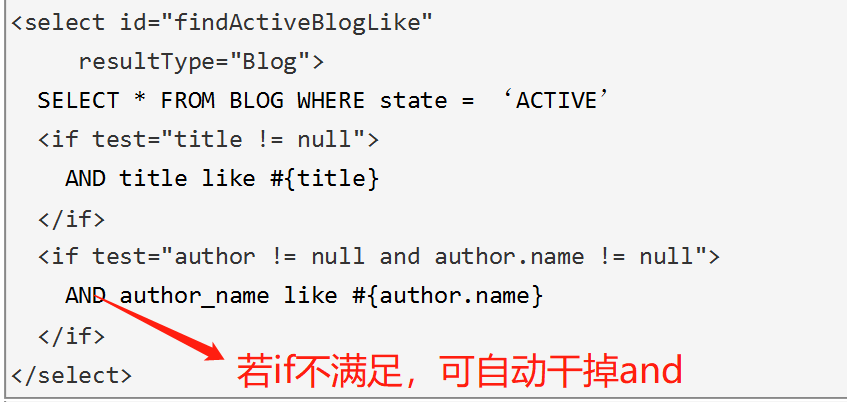 <select id="findActiveBlogLike"
resultType="Blog">
SELECT * FROM BLOG WHERE state = ‘ACTIVE’
<if test="title != null">
AND title like #{title}
</if>
<if test="author != null and author.name != null">
AND author_name like #{author.name}
</if>
</select>
若if不满足，可自动干掉and